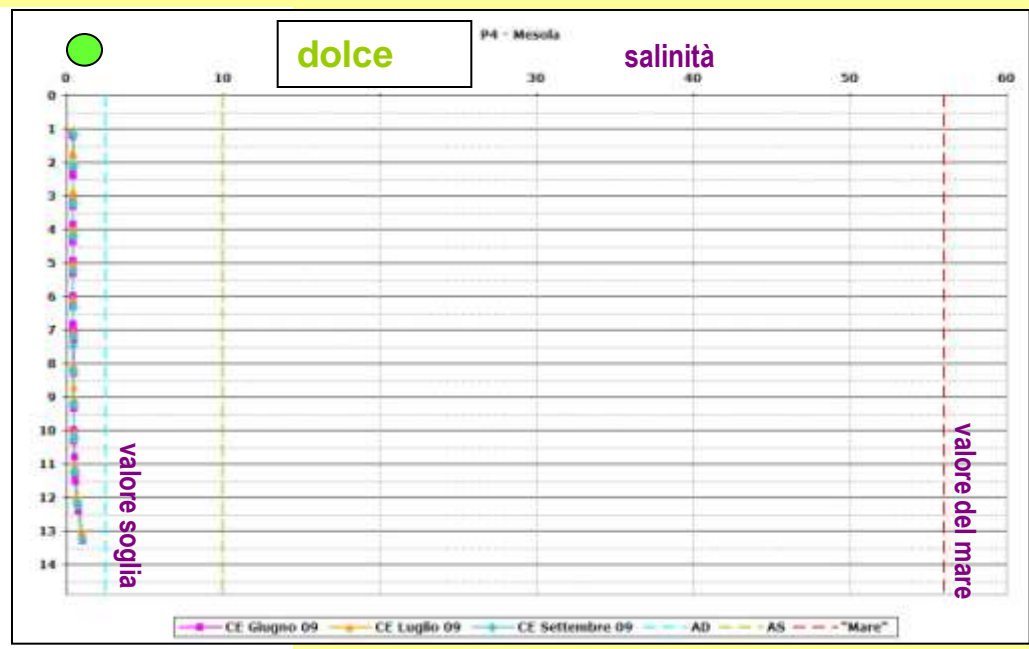 P4 - Mesola
dolce
salinità
0 10 30 40 50 60
0
1
2
3
4
5
6
7
8
9
10
11
12
13
14
valore soglia
valore del mare
CE Giugno 09 CE Luglio 09 CE Settembre 09 AD AS "Mare"